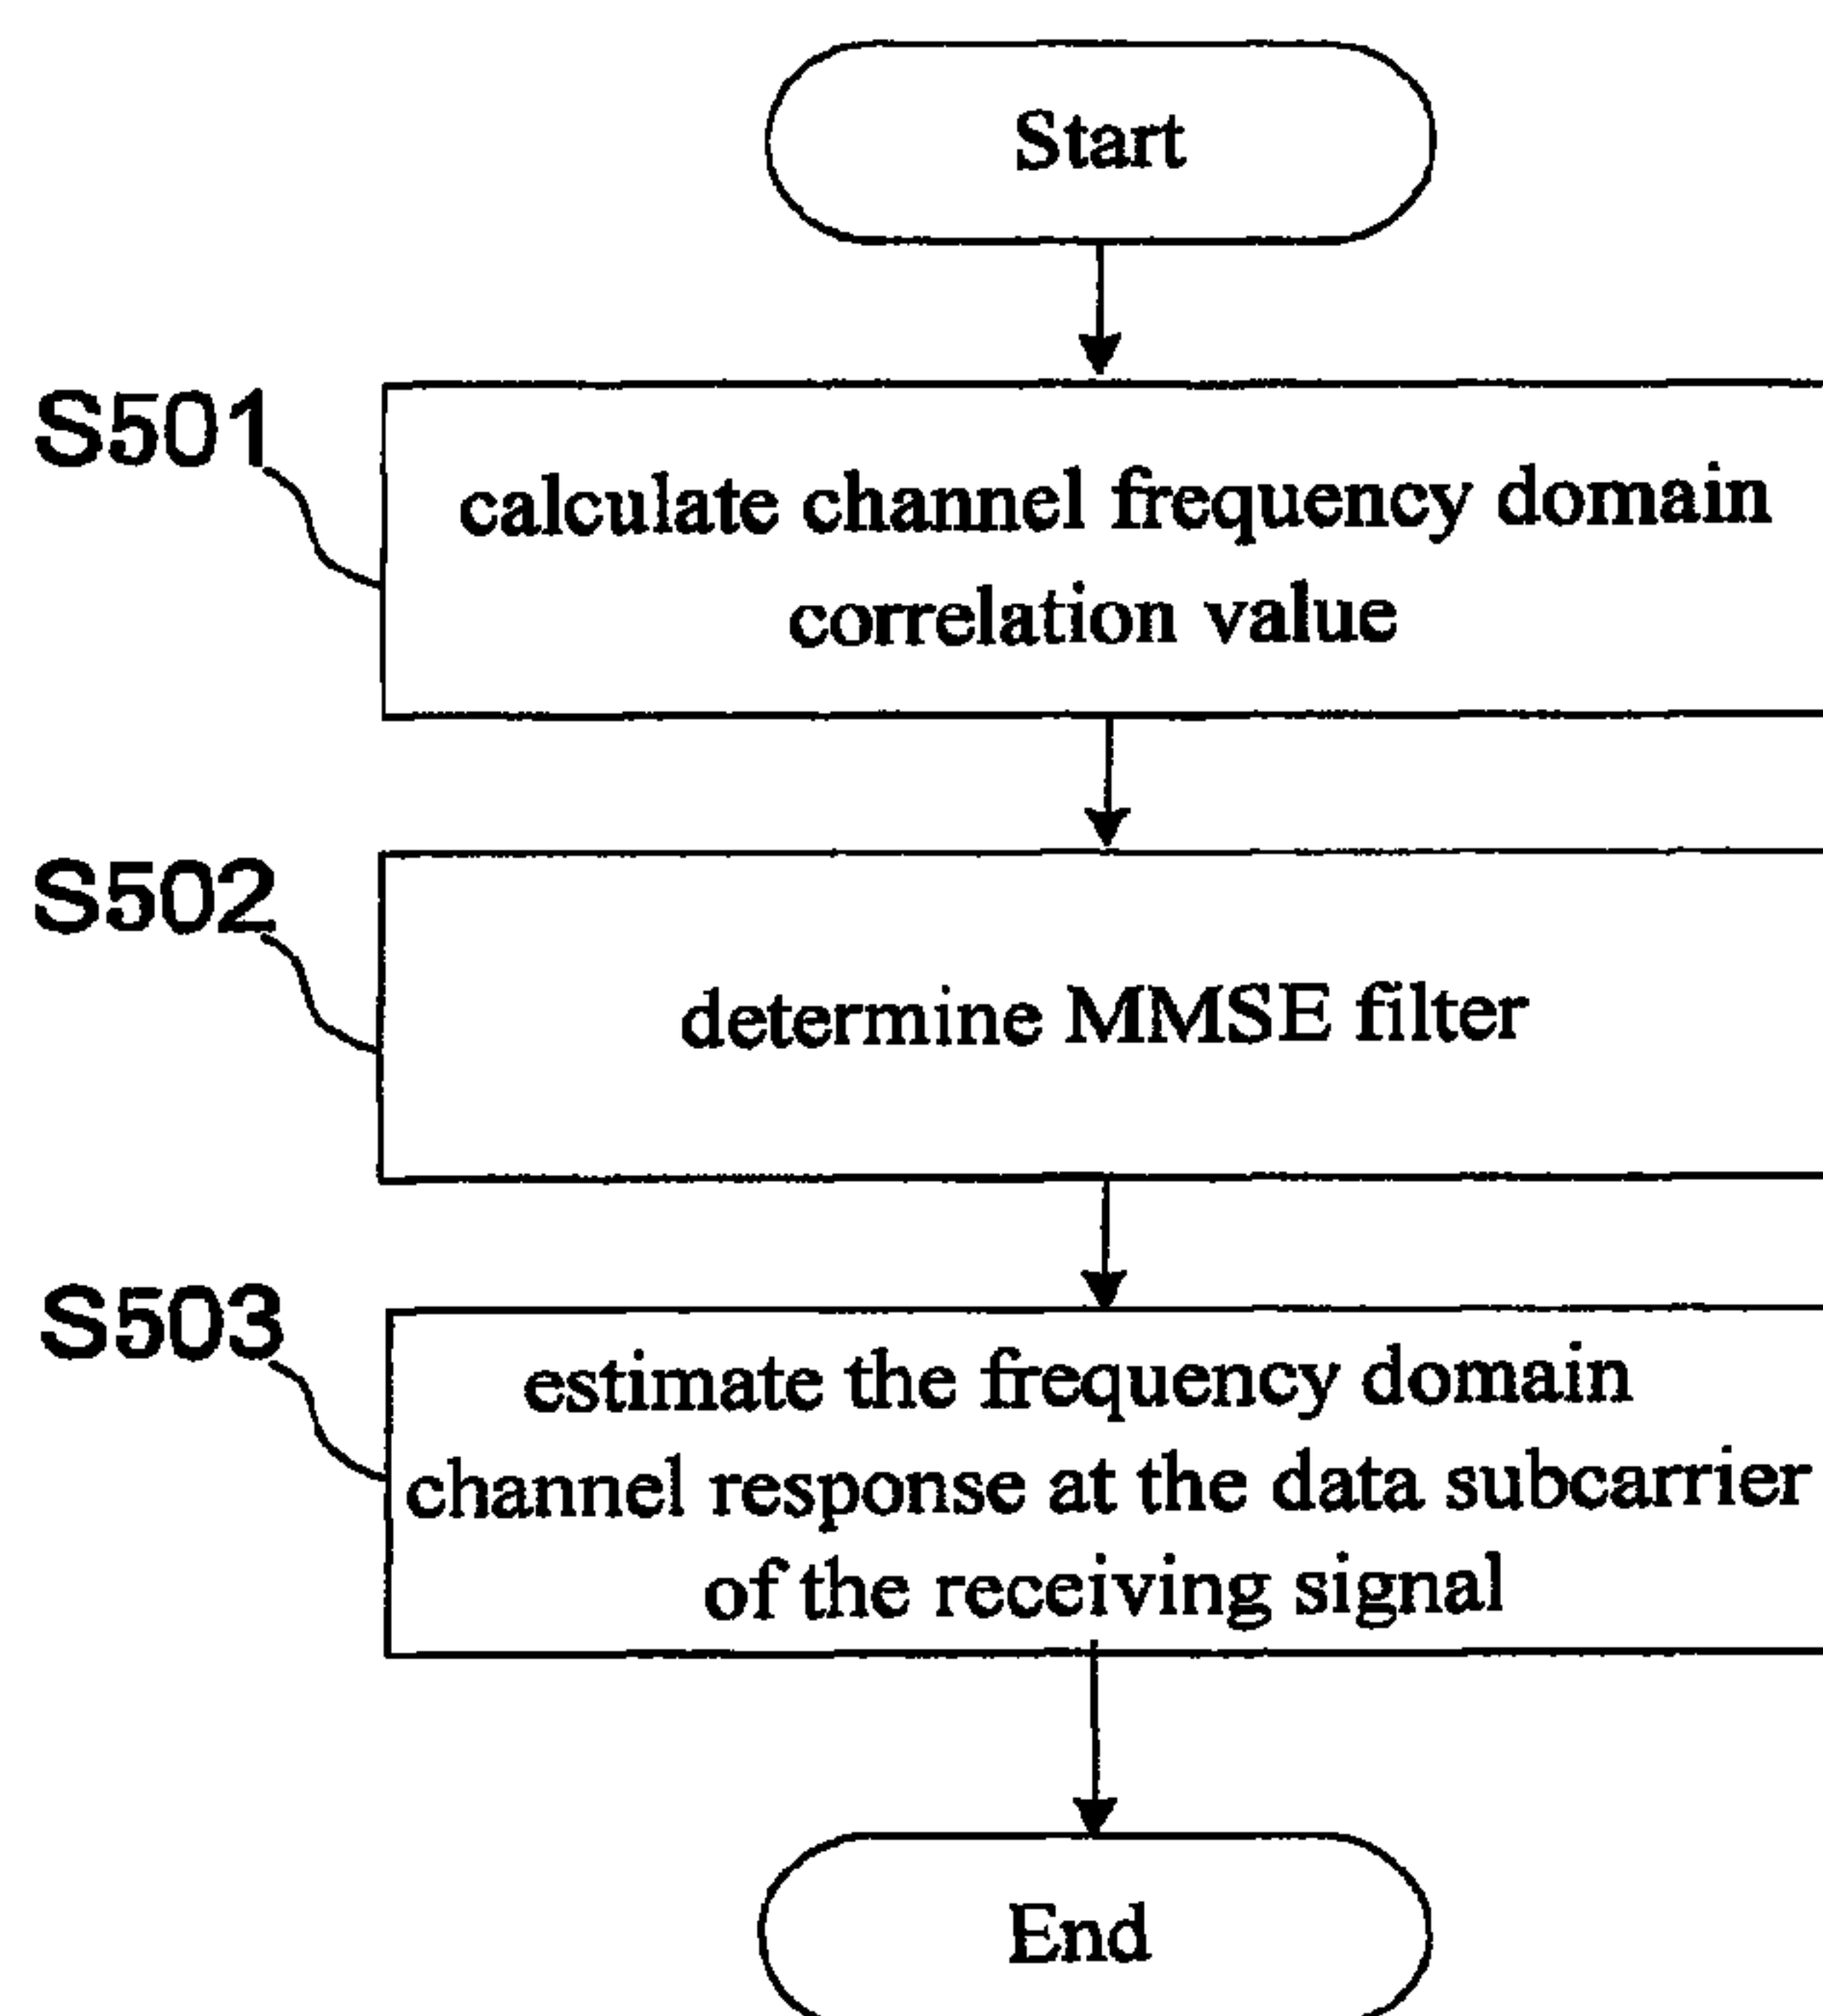 Start
S501
calculate channel frequency domain
correlation value
S502
determine MMSE filter
S503
estimate the frequency domain
channel response at the data subcarrier
of the receiving signal
End